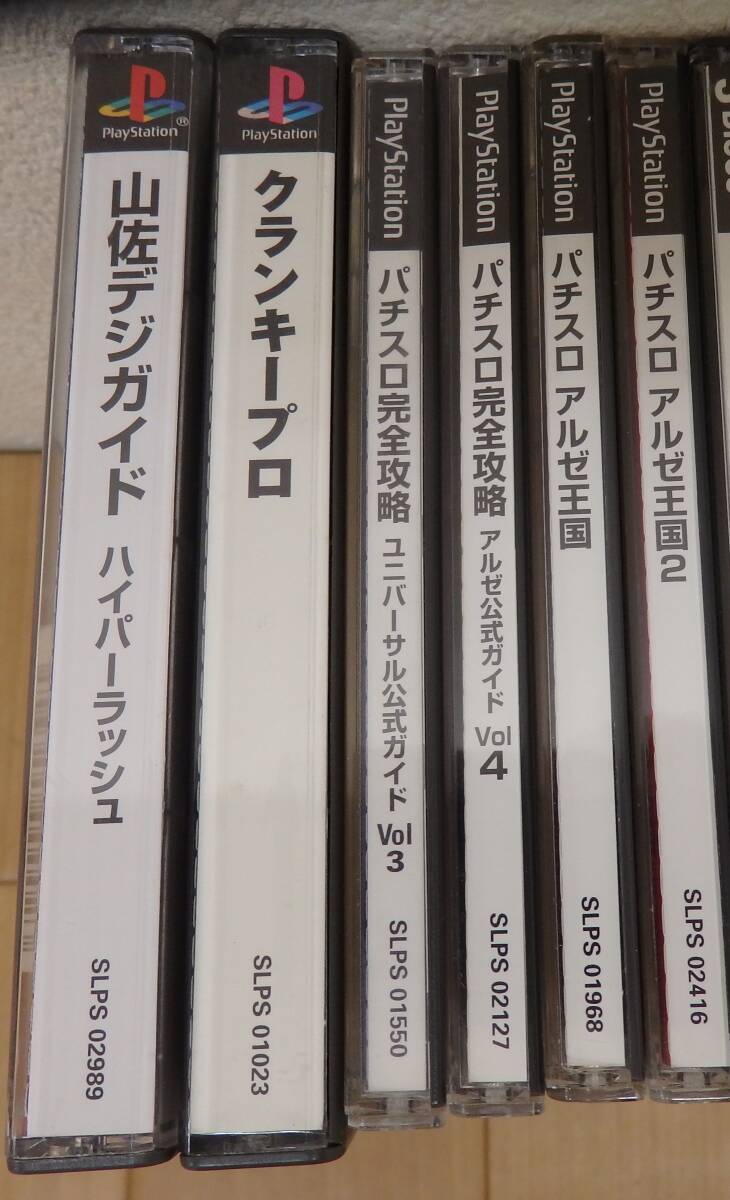 PlayStation®
山佐デジガイド ハイパーラッシュ
SLPS 02989
PlayStation
クランキープロ
SLPS 01023
PlayStation
パチスロ完全攻略 ユニバーサル公式ガイド Vol 3
SLPS 01550
PlayStation
パチスロ完全攻略 アルゼ公式ガイド Vol 4
SLPS 02127
PlayStation
パチスロ アルゼ王国
SLPS 01968
PlayStation
パチスロ アルゼ王国2
SLPS 02416